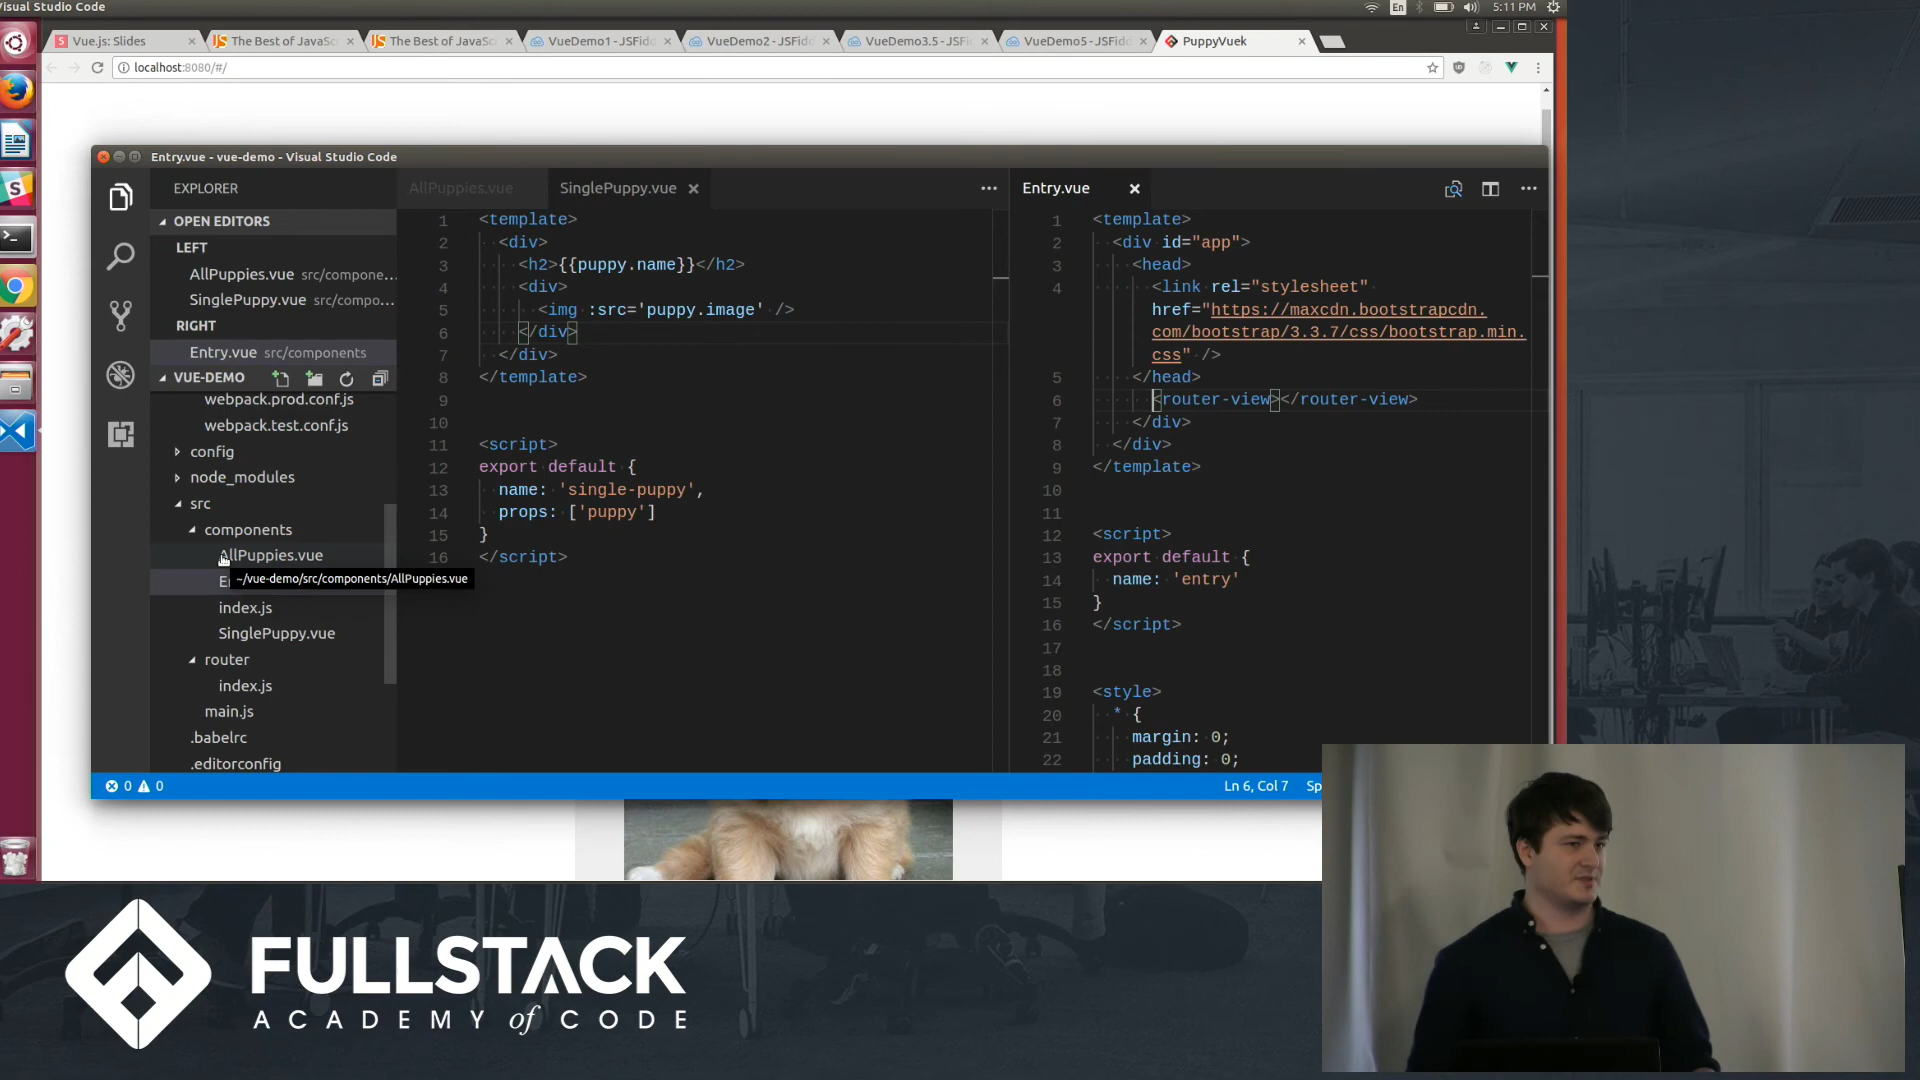 Visual Studio Code
En
5:11 PM
Vue.js: Slides
The Best of JavaSc
The Best of JavaSc
VueDemo1 - JSFidd
VueDemo2 - JSFidd
VueDemo3.5 - JSFi
VueDemo5 - JSFidd
PuppyVuek
localhost:8080/#/
Entry.vue - vue-demo - Visual Studio Code
EXPLORER
OPEN EDITORS
LEFT
AllPuppies.vue src/compone...
SinglePuppy.vue src/compo...
RIGHT
Entry.vue src/components
VUE-DEMO
webpack.prod.conf.js
webpack.test.conf.js
config
node_modules
src
components
AllPuppies.vue
~/vue-demo/src/components/AllPuppies.vue
index.js
SinglePuppy.vue
router
index.js
main.js
.babelrc
.editorconfig
AllPuppies.vue
SinglePuppy.vue
1 <template>
2 <div>
3 <h2>{{puppy.name}}</h2>
4 <div>
5 <img :src='puppy.image' />
6 </div>
7 </div>
8 </template>
9
10
11 <script>
12 export default {
13 name: 'single-puppy',
14 props: ['puppy']
15 }
16 </script>
Entry.vue
1 <template>
2 <div id="app">
3 <head>
4 <link rel="stylesheet"
href="https://maxcdn.bootstrapcdn.
com/bootstrap/3.3.7/css/bootstrap.min.
css" />
5 </head>
6 <router-view></router-view>
7 </div>
8 </div>
9 </template>
10
11
12 <script>
13 export default {
14 name: 'entry'
15 }
16 </script>
17
18
19 <style>
20 * {
21 margin: 0;
22 padding: 0;
0 0
Ln 6, Col 7
Sp
FULLSTACK
ACADEMY of CODE